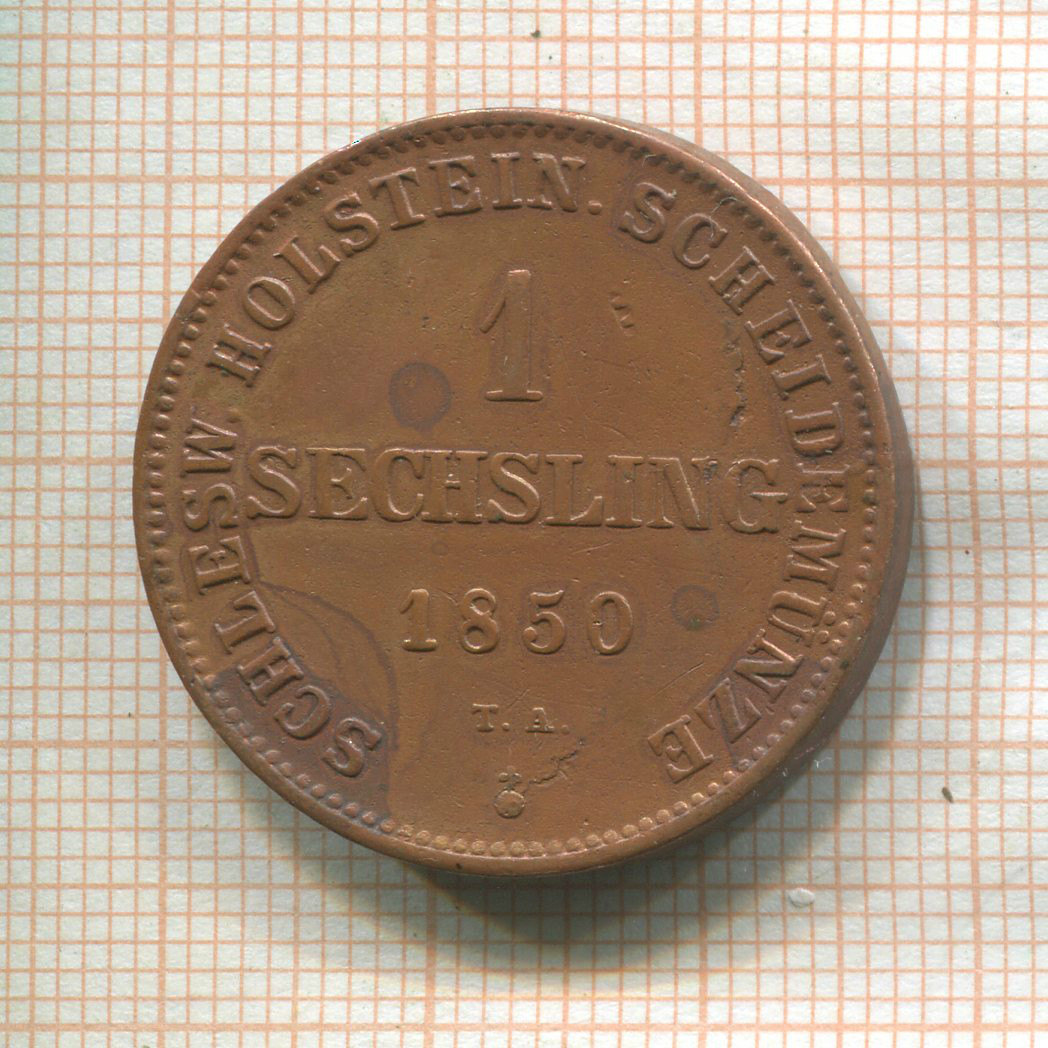 SCHLESW. HOLSTEIN. SCHEIDEMÜNZE
1
SECHSLING
1850
T. A.